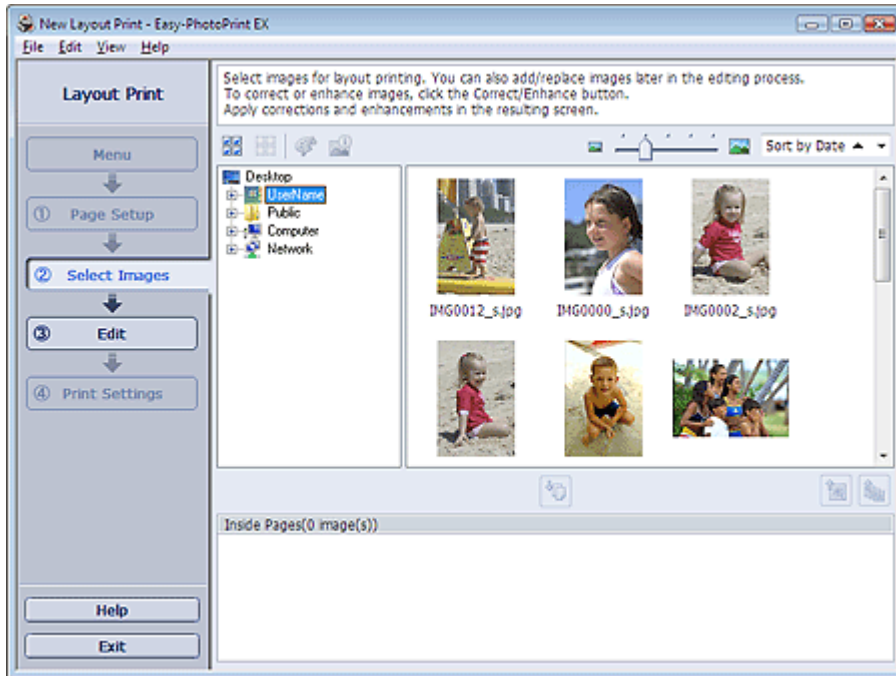 New Layout Print - Easy-PhotoPrint EX
File Edit View Help
Layout Print
Menu
① Page Setup
② Select Images
③ Edit
④ Print Settings
Help
Exit
Select images for layout printing. You can also add/replace images later in the editing process.
To correct or enhance images, click the Correct/Enhance button.
Apply corrections and enhancements in the resulting screen.
Sort by Date
Desktop
UserName
Public
Computer
Network
IMG0012_s.jpg IMG0000_s.jpg IMG0002_s.jpg
Inside Pages(0 image(s))